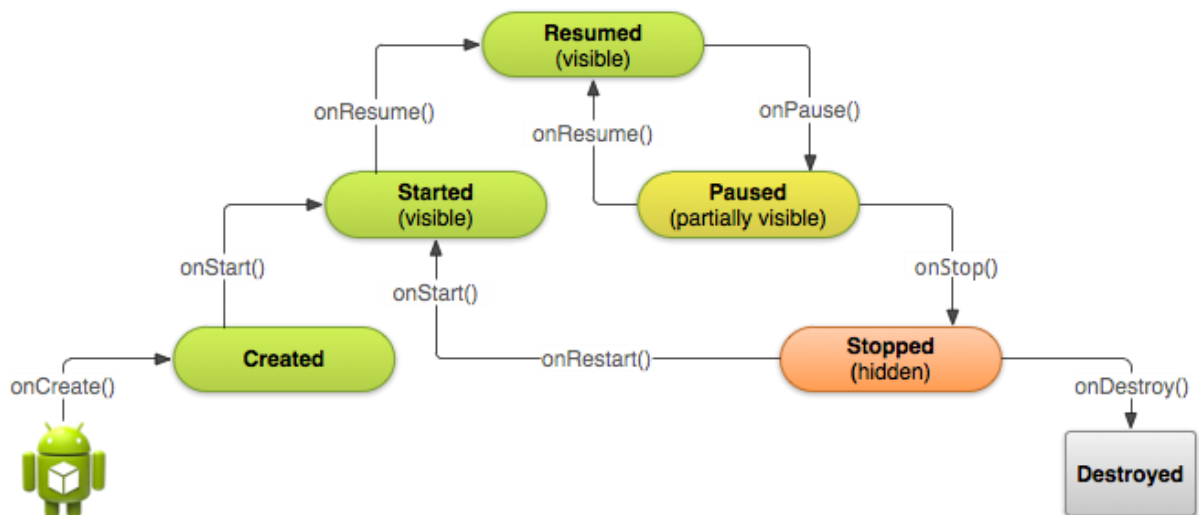 Resumed
(visible)
onResume()
onResume()
onPause()
Started
(visible)
Paused
(partially visible)
onStart()
onStart()
onStop()
Created
onRestart()
Stopped
(hidden)
onCreate()
onDestroy()
Destroyed